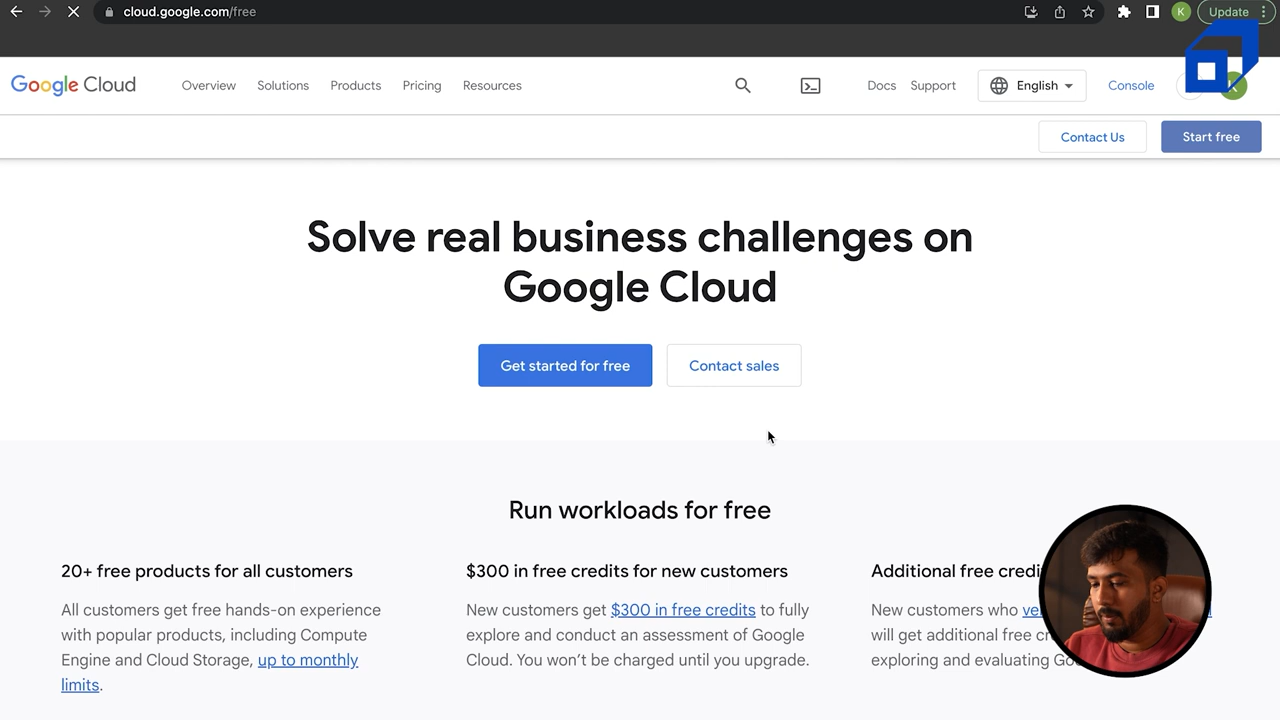 cloud.google.com/free
K
Update
Google Cloud
Overview
Solutions
Products
Pricing
Resources
Docs
Support
English
Console
Contact Us
Start free
Solve real business challenges on
Google Cloud
Get started for free
Contact sales
Run workloads for free
20+ free products for all customers
All customers get free hands-on experience
with popular products, including Compute
Engine and Cloud Storage, up to monthly
limits.
$300 in free credits for new customers
New customers get $300 in free credits to fully
explore and conduct an assessment of Google
Cloud. You won't be charged until you upgrade.
Additional free
New customers who
will get additional free
exploring and evaluating